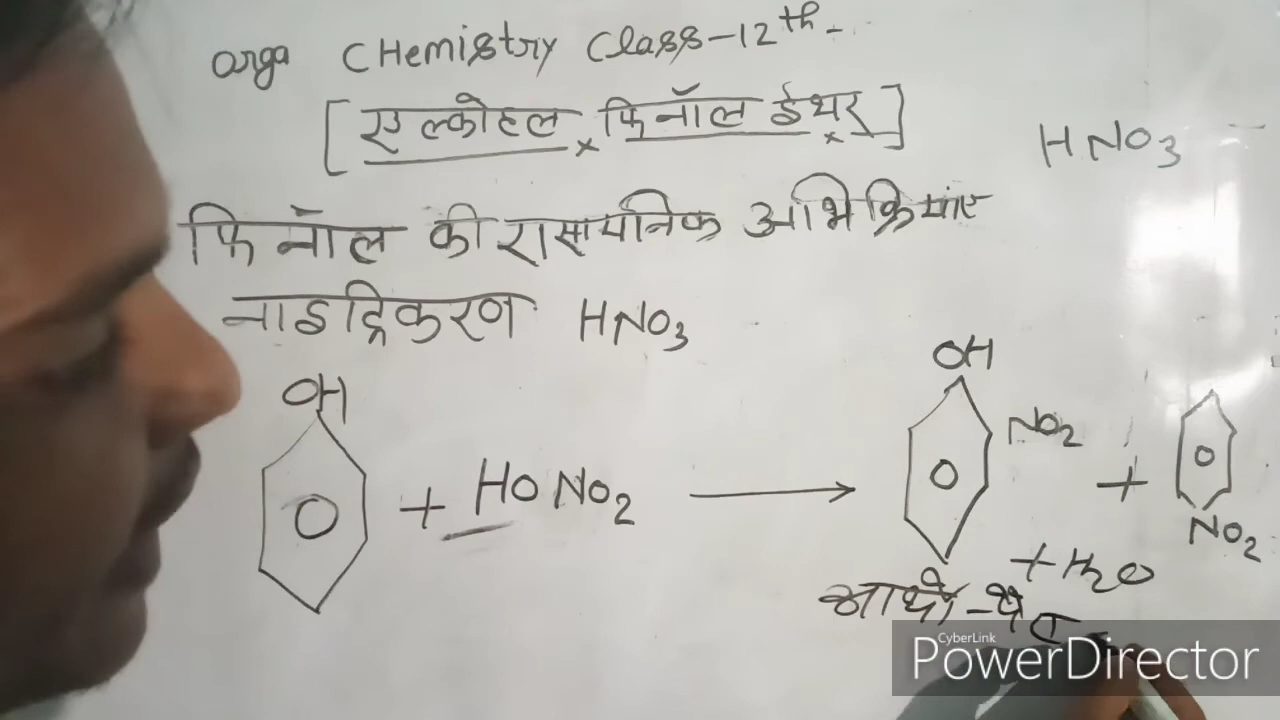 orga CHemistry Class-12th-
[एल्कोहल फिनॉल ईथर]
HNO3
फिनॉल की रासायनिक अभिक्रियाए
नाइट्रिकरण HNO3
OH
+ HONO2
OH
NO2
+
NO2
+H2O
CyberLink
PowerDirector